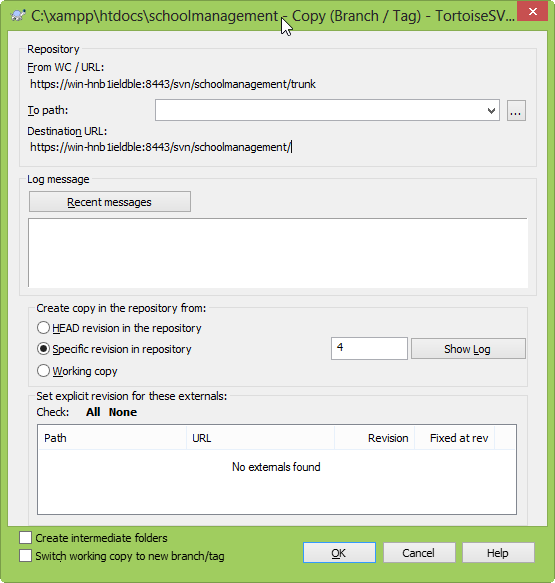 C:\xampp\htdocs\schoolmanagement - Copy (Branch / Tag) - TortoiseSV...
Repository
From WC / URL:
https://win-hnb1ieldble:8443/svn/schoolmanagement/trunk
To path:
...
Destination URL:
https://win-hnb1ieldble:8443/svn/schoolmanagement/
Log message
Recent messages
Create copy in the repository from:
HEAD revision in the repository
Specific revision in repository 4 Show Log
Working copy
Set explicit revision for these externals:
Check: All None
Path URL Revision Fixed at rev
No externals found
Create intermediate folders
Switch working copy to new branch/tag
OK Cancel Help